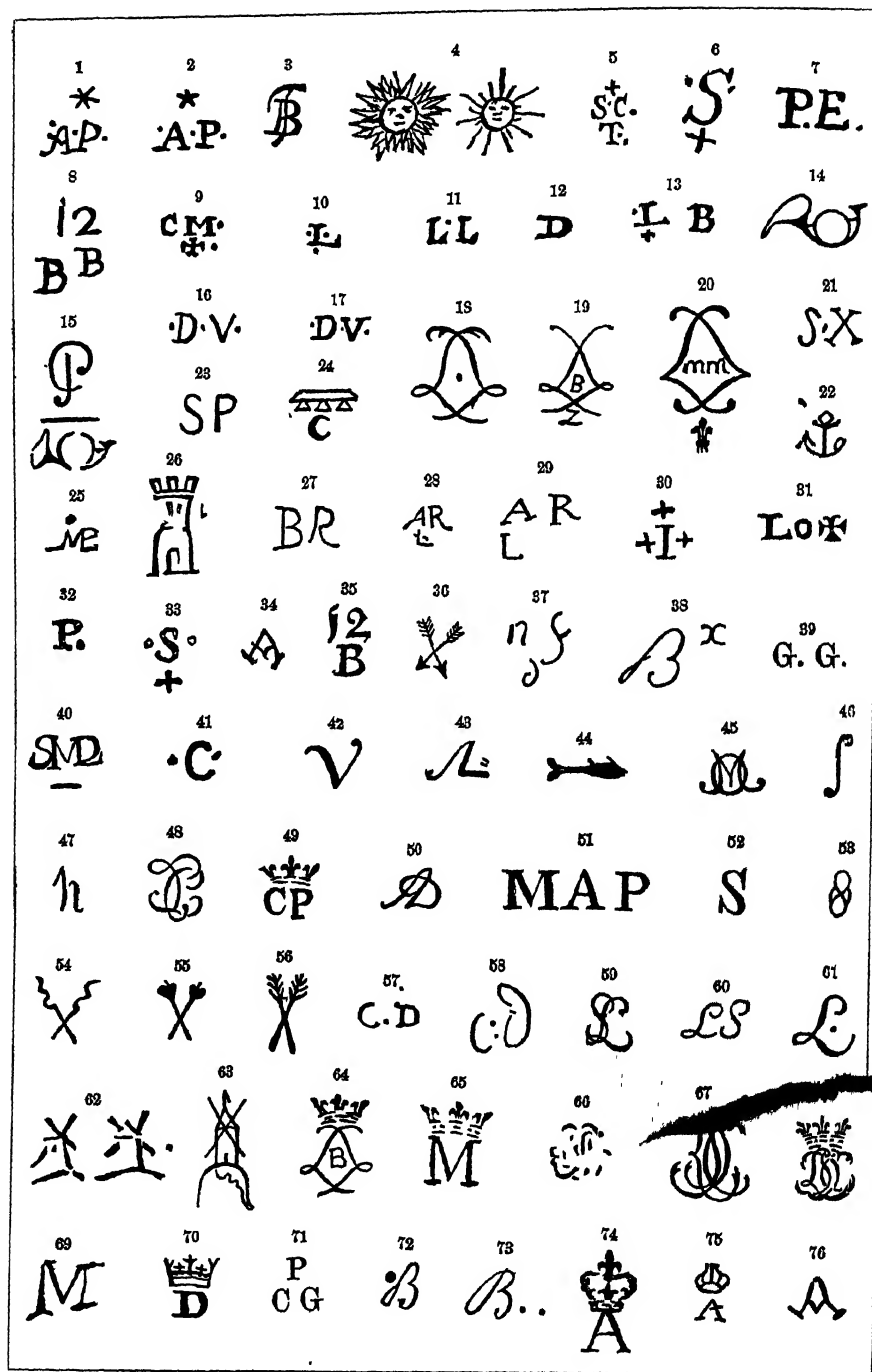 1 2 3 4 5 6 7
A.P. ·A·P. B S.C. ·S· P.E.
T.
8 9 10 11 12 13 14
12 C M· ·L· L·L D ·L· B
B B
15 16 17 18 19 20 21
P ·D·V· ·D·V· B mm S·X
Z
23 24 22
SP C
25 26 27 28 29 30 31
BR AR A R +I+ LO
L L
32 33 34 35 36 37 38 39
P. °S° A 12 n f B x G. G.
B
40 41 42 43 44 45 46
SMD ·C· V
47 48 49 50 51 52 53
h CP MAP S 8
54 55 56 57 58 59 60 61
C.D C:D LS L.
62 63 64 65 66 67
B M
69 70 71 72 73 74 75 76
M D P B B.. A A A
C G